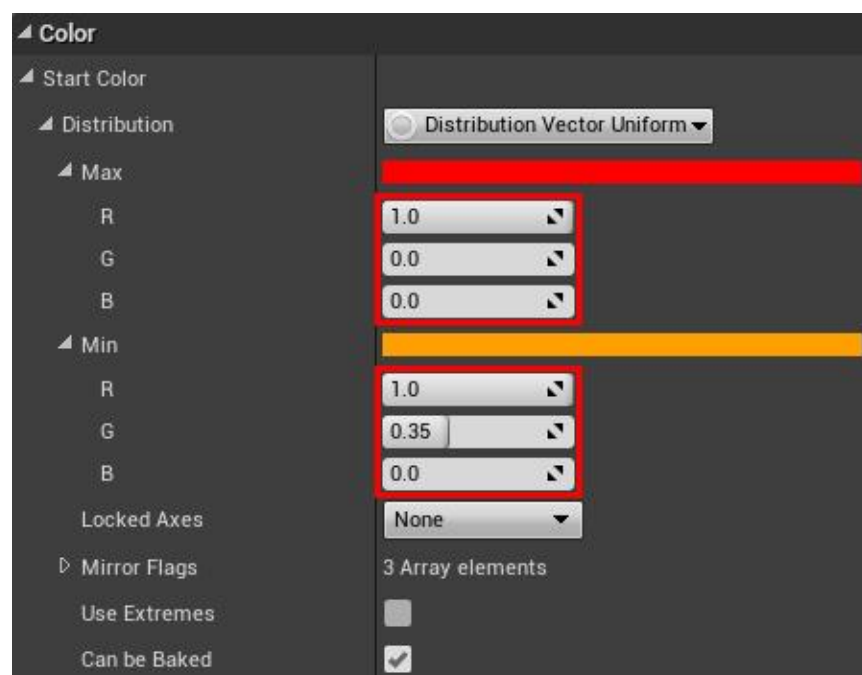 Color
Start Color
Distribution Distribution Vector Uniform
Max
R 1.0
G 0.0
B 0.0
Min
R 1.0
G 0.35
B 0.0
Locked Axes None
Mirror Flags 3 Array elements
Use Extremes
Can be Baked